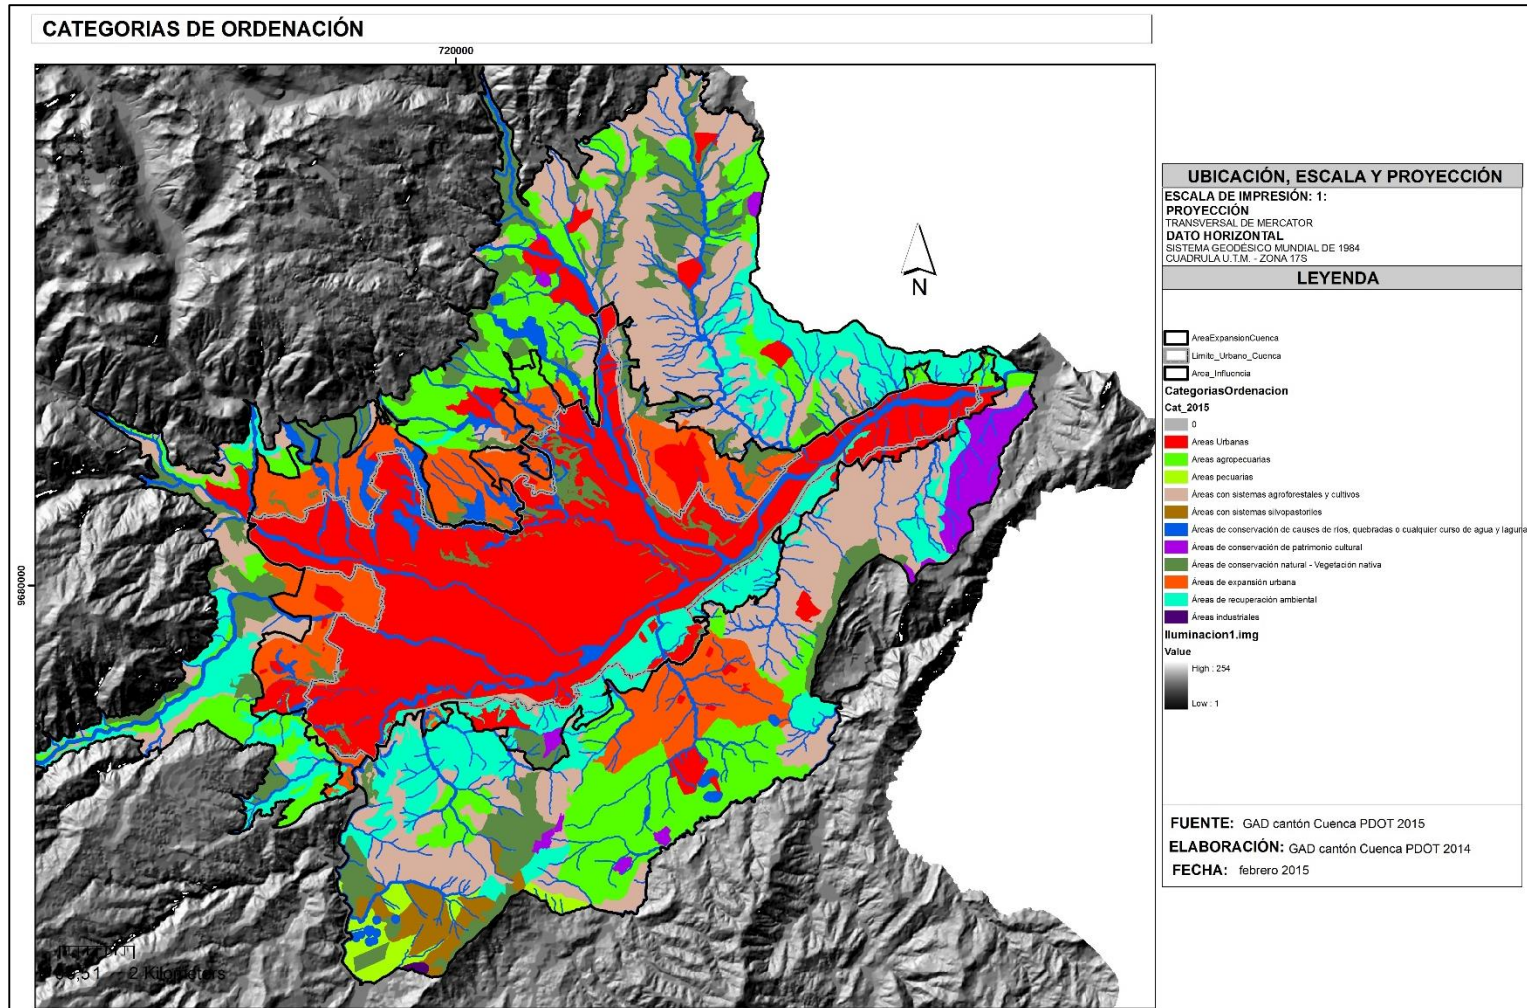 CATEGORIAS DE ORDENACIÓN
720000
9680000
N
2 Kilometers
UBICACIÓN, ESCALA Y PROYECCIÓN
ESCALA DE IMPRESIÓN: 1:
PROYECCIÓN
TRANSVERSAL DE MERCATOR
DATO HORIZONTAL
SISTEMA GEODÉSICO MUNDIAL DE 1984
CUADRULA U.T.M. - ZONA 17S
LEYENDA
AreaExpansionCuenca
Limite_Urbano_Cuenca
Area_Influencia
CategoriasOrdenacion
Cat_2015
0
Areas Urbanas
Areas agropecuarias
Areas pecuarias
Áreas con sistemas agroforestales y cultivos
Áreas con sistemas silvopastoriles
Áreas de conservación de causes de ríos, quebradas o cualquier curso de agua y laguna
Áreas de conservación de patrimonio cultural
Áreas de conservación natural - Vegetación nativa
Áreas de expansión urbana
Áreas de recuperación ambiental
Áreas industriales
Iluminacion1.img
Value
High : 254
Low : 1
FUENTE: GAD cantón Cuenca PDOT 2015
ELABORACIÓN: GAD cantón Cuenca PDOT 2014
FECHA: febrero 2015